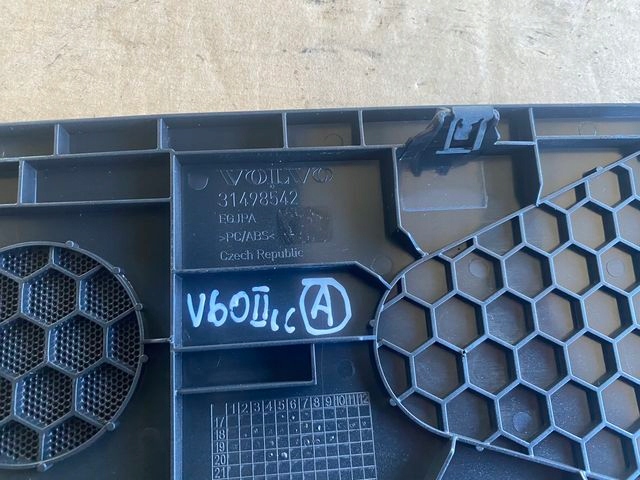 VOLVO
31498542
EGJPA
>PC/ABS<
Czech Republic
V60II cc A
1 2 3 4 5 6 7 8 9 10 11 12
17
18
19
20
21